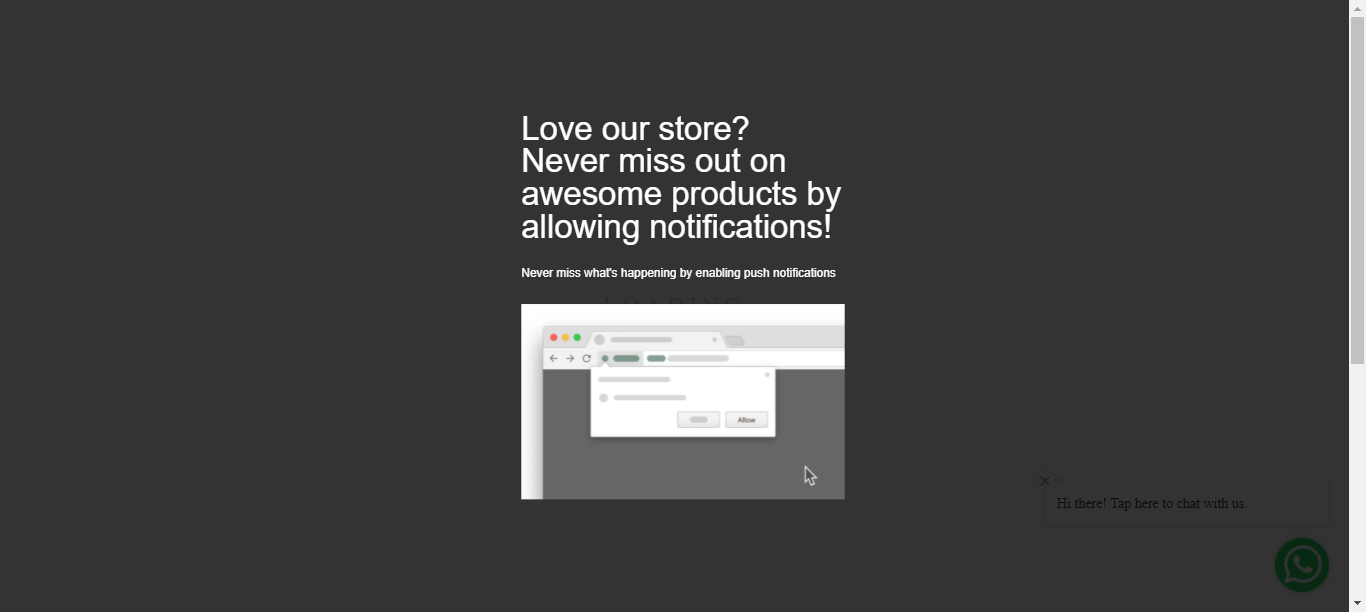 Love our store?
Never miss out on
awesome products by
allowing notifications!
Never miss what's happening by enabling push notifications
LOADING
Allow
Hi there! Tap here to chat with us.